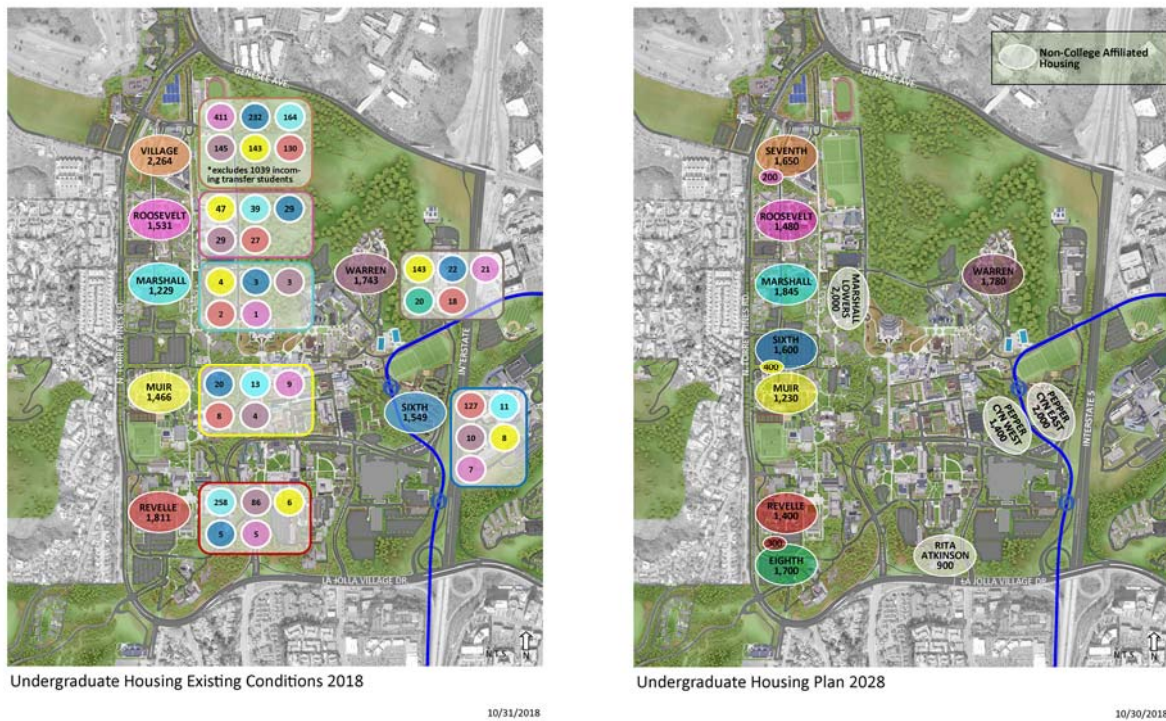 GENESEE AVE.
411 232 164
145 143 130
*excludes 1039 incom-
ing transfer students
VILLAGE
2,264
47 39 29
29 27
ROOSEVELT
1,531
143 22 21
20 18
WARREN
1,743
4 3 3
2 1
MARSHALL
1,229
INTERSTATE
20 13 9
8 4
MUIR
1,466
SIXTH
1,549
127 11
10 8
7
258 86 6
5 5
REVELLE
1,811
LA JOLLA VILLAGE DR
N.T.S.
N
Undergraduate Housing Existing Conditions 2018
10/31/2018
Non-College Affiliated
Housing
GENESEE AVE.
SEVENTH
1,650
200
ROOSEVELT
1,480
MARSHALL
1,845
MARSHALL
LOWERS
2,000
WARREN
1,780
SIXTH
1,600
400
MUIR
1,230
PEPPER
CYN WEST
1,400
PEPPER
CYN EAST
2,000
INTERSTATE 5
REVELLE
1,400
300
EIGHTH
1,700
RITA
ATKINSON
900
LA JOLLA VILLAGE DR
N.T.S.
N
Undergraduate Housing Plan 2028
10/30/2018